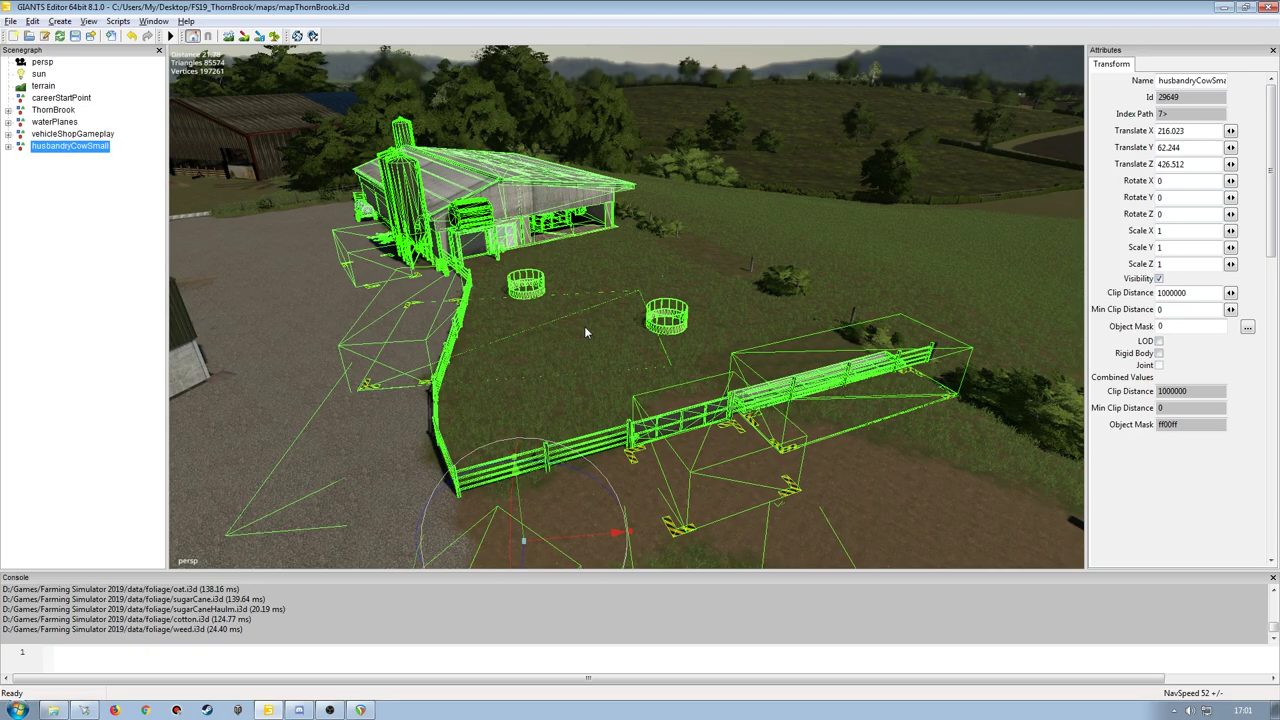 GIANTS Editor 64bit 8.1.0 - C:/Users/My/Desktop/FS19_ThornBrook/maps/mapThornBrook.i3d
File Edit Create View Scripts Window Help
Scenegraph
persp
sun
terrain
careerStartPoint
ThornBrook
waterPlanes
vehicleShopGameplay
husbandryCowSmall
Distance 21.78
Triangles 85574
Vertices 197261
persp
Attributes
Transform
Name husbandryCowSma
Id 29649
Index Path 7>
Translate X 216.023
Translate Y 62.244
Translate Z 426.512
Rotate X 0
Rotate Y 0
Rotate Z 0
Scale X 1
Scale Y 1
Scale Z 1
Visibility
Clip Distance 1000000
Min Clip Distance 0
Object Mask 0 ...
LOD
Rigid Body
Joint
Combined Values
Clip Distance 1000000
Min Clip Distance 0
Object Mask ff00ff
Console
D:/Games/Farming Simulator 2019/data/foliage/oat.i3d (138.16 ms)
D:/Games/Farming Simulator 2019/data/foliage/sugarCane.i3d (139.64 ms)
D:/Games/Farming Simulator 2019/data/foliage/sugarCaneHaulm.i3d (20.19 ms)
D:/Games/Farming Simulator 2019/data/foliage/cotton.i3d (124.77 ms)
D:/Games/Farming Simulator 2019/data/foliage/weed.i3d (24.40 ms)
1
Ready
NavSpeed 52 +/-
17:01